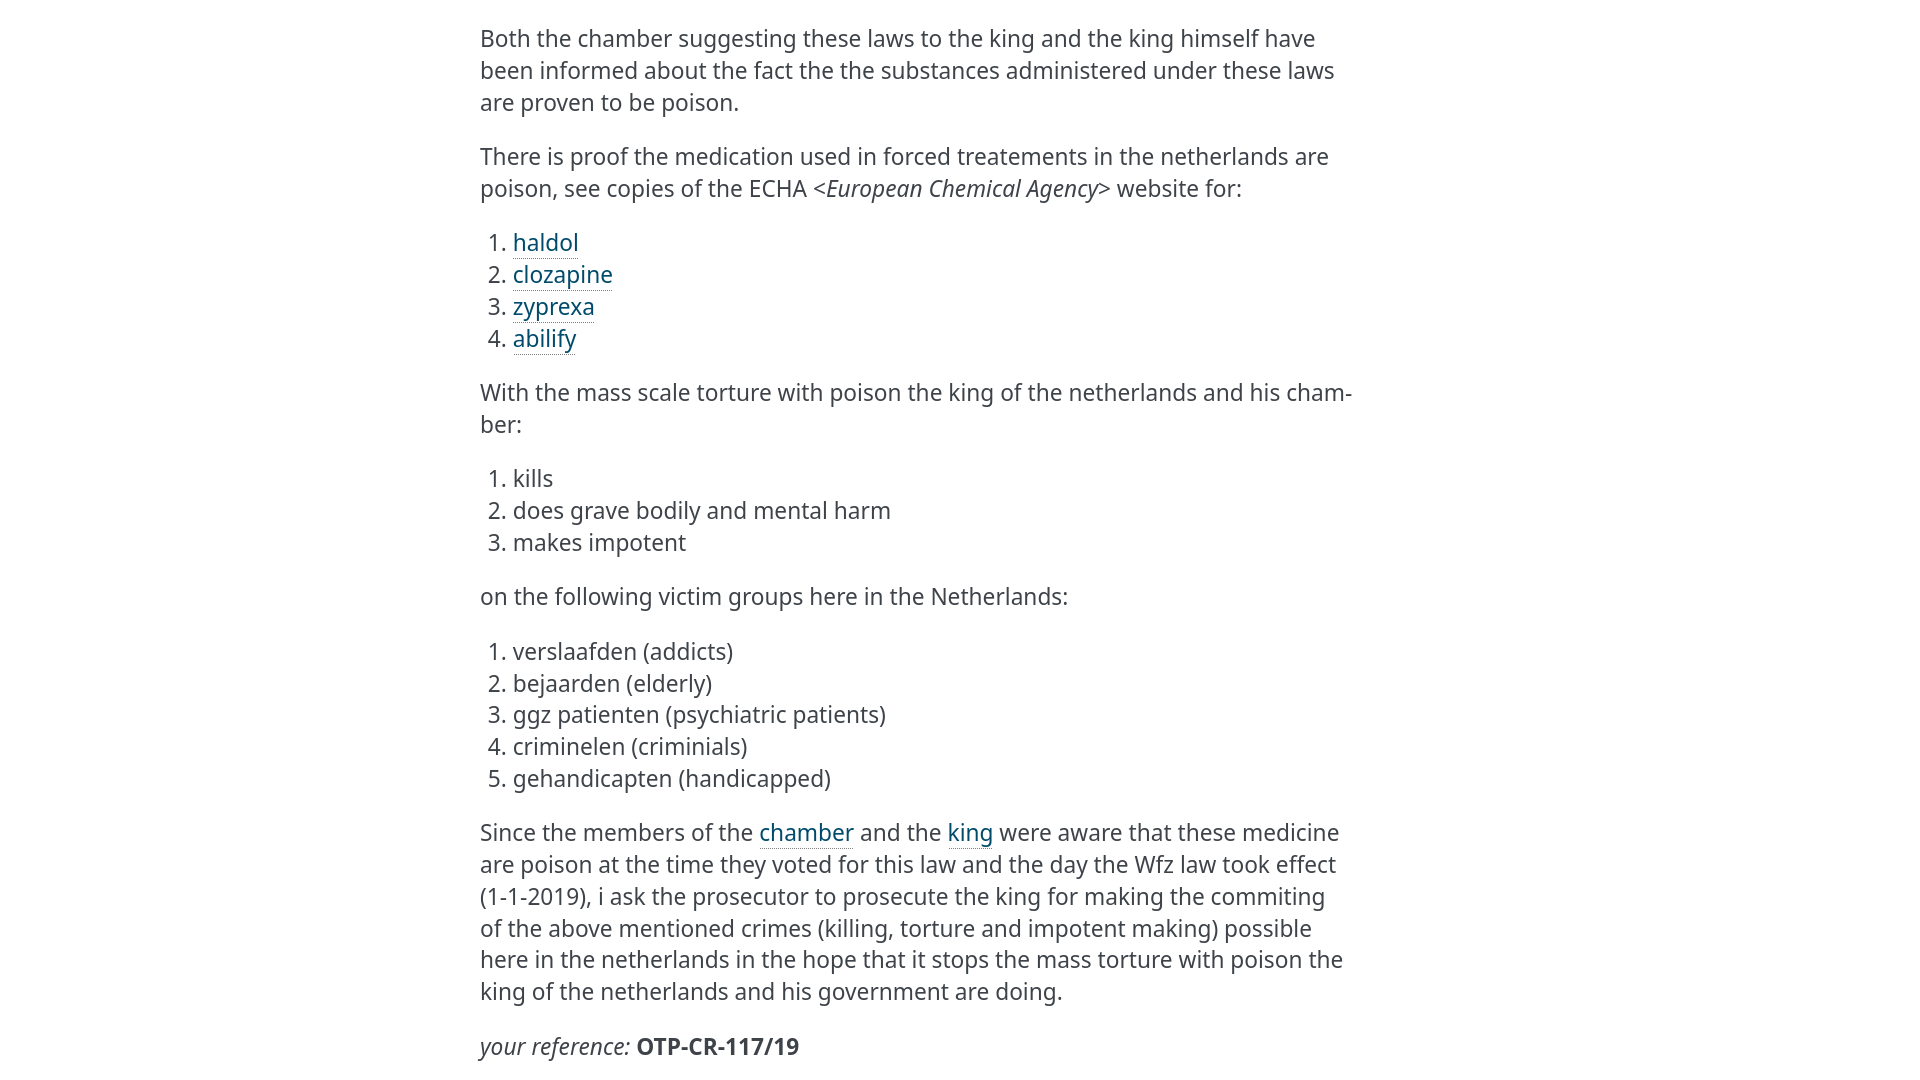 Both the chamber suggesting these laws to the king and the king himself have
been informed about the fact the the substances administered under these laws
are proven to be poison.
There is proof the medication used in forced treatements in the netherlands are
poison, see copies of the ECHA <European Chemical Agency> website for:
1. haldol
2. clozapine
3. zyprexa
4. abilify
With the mass scale torture with poison the king of the netherlands and his cham-
ber:
1. kills
2. does grave bodily and mental harm
3. makes impotent
on the following victim groups here in the Netherlands:
1. verslaafden (addicts)
2. bejaarden (elderly)
3. ggz patienten (psychiatric patients)
4. criminelen (criminials)
5. gehandicapten (handicapped)
Since the members of the chamber and the king were aware that these medicine
are poison at the time they voted for this law and the day the Wfz law took effect
(1-1-2019), i ask the prosecutor to prosecute the king for making the commiting
of the above mentioned crimes (killing, torture and impotent making) possible
here in the netherlands in the hope that it stops the mass torture with poison the
king of the netherlands and his government are doing.
your reference: OTP-CR-117/19